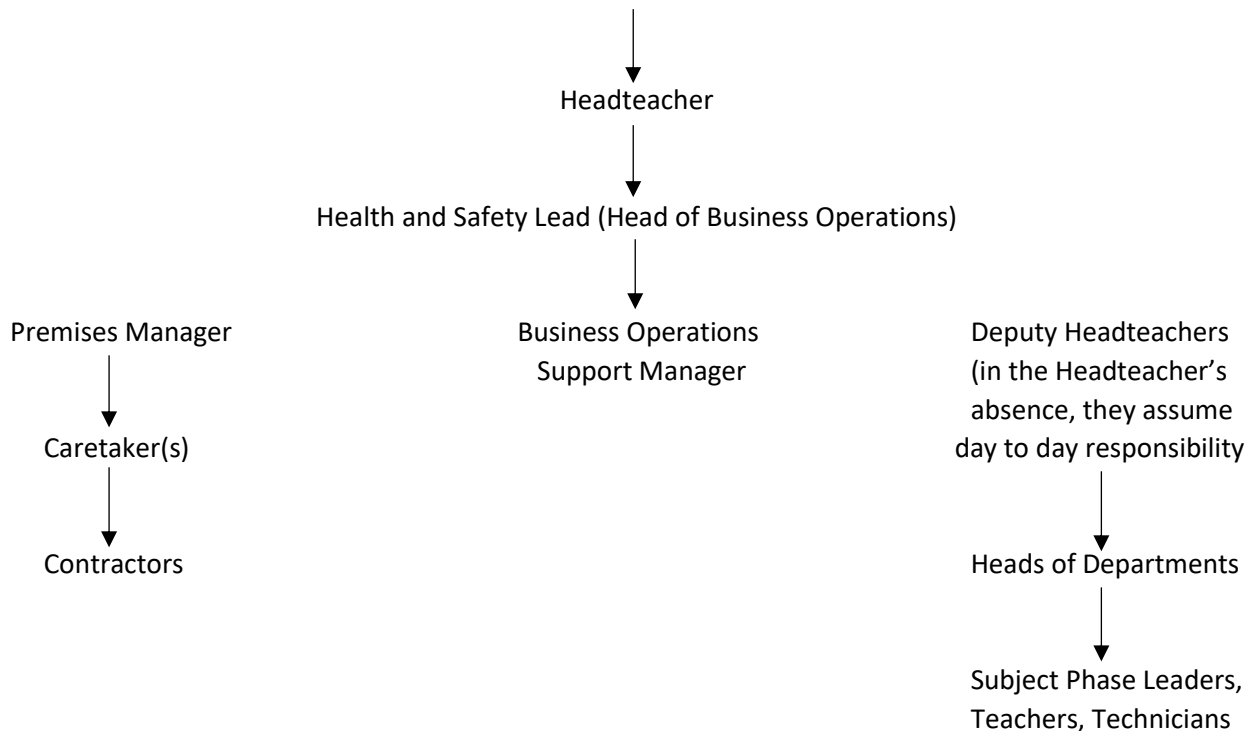 Headteacher
Health and Safety Lead (Head of Business Operations)
Premises Manager
Caretaker(s)
Contractors
Business Operations
Support Manager
Deputy Headteachers
(in the Headteacher’s
absence, they assume
day to day responsibility
Heads of Departments
Subject Phase Leaders,
Teachers, Technicians